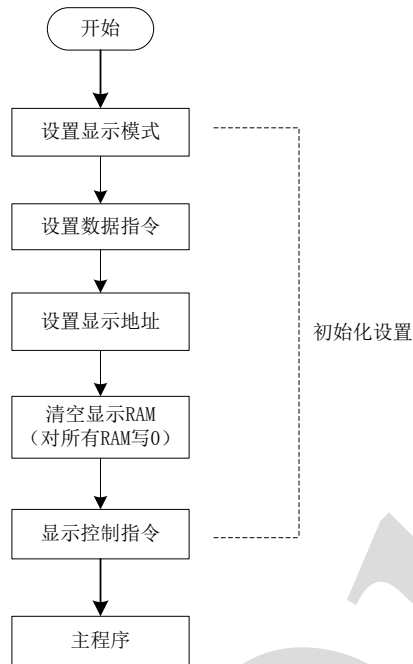 开始
设置显示模式
设置数据指令
设置显示地址
初始化设置
清空显示RAM
（对所有RAM写0）
显示控制指令
主程序